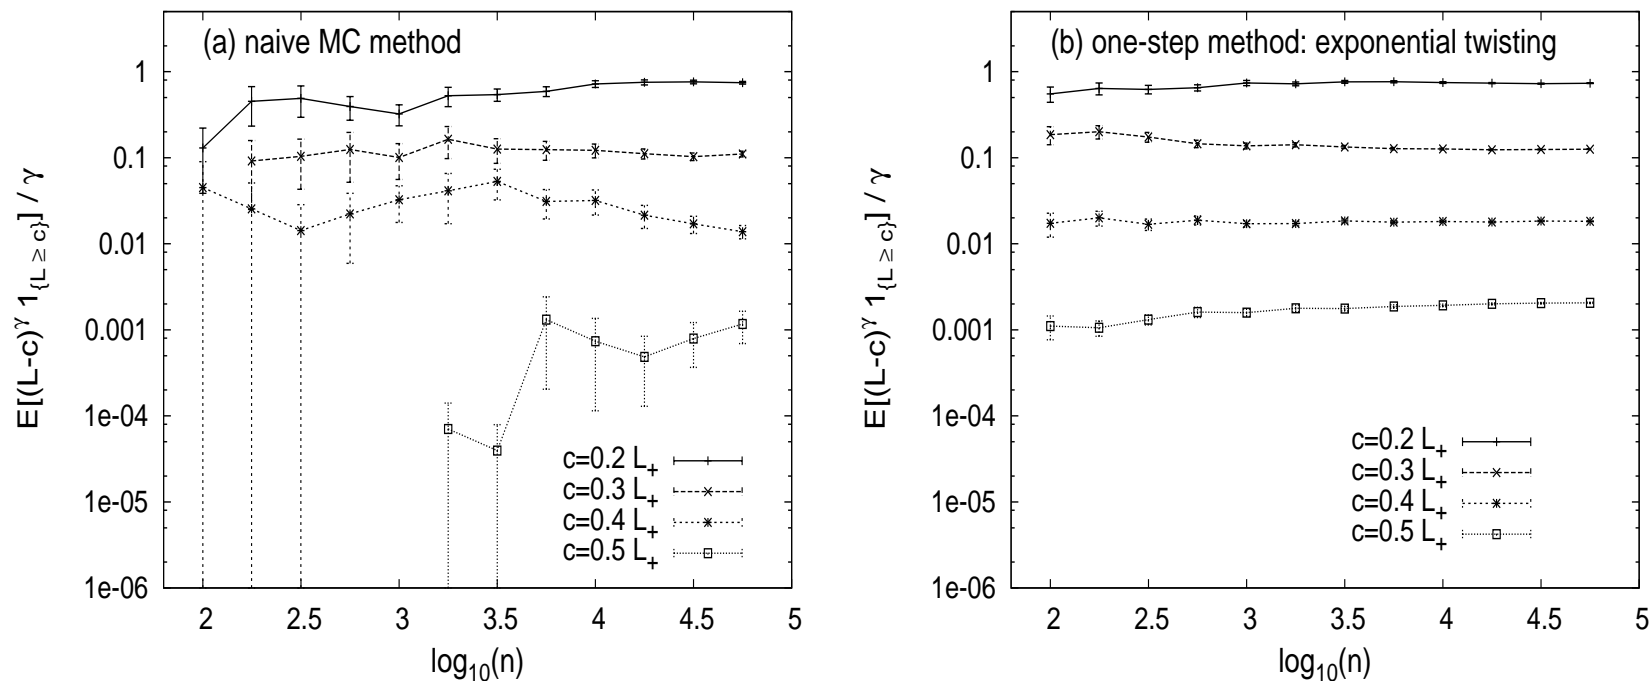 (a) naive MC method
E[(L-c)^γ 1_{L ≥ c}] / γ
1
0.1
0.01
0.001
1e-04
1e-05
1e-06
c=0.2 L_+
c=0.3 L_+
c=0.4 L_+
c=0.5 L_+
2 2.5 3 3.5 4 4.5 5
log_10(n)
(b) one-step method: exponential twisting
E[(L-c)^γ 1_{L ≥ c}] / γ
1
0.1
0.01
0.001
1e-04
1e-05
1e-06
c=0.2 L_+
c=0.3 L_+
c=0.4 L_+
c=0.5 L_+
2 2.5 3 3.5 4 4.5 5
log_10(n)